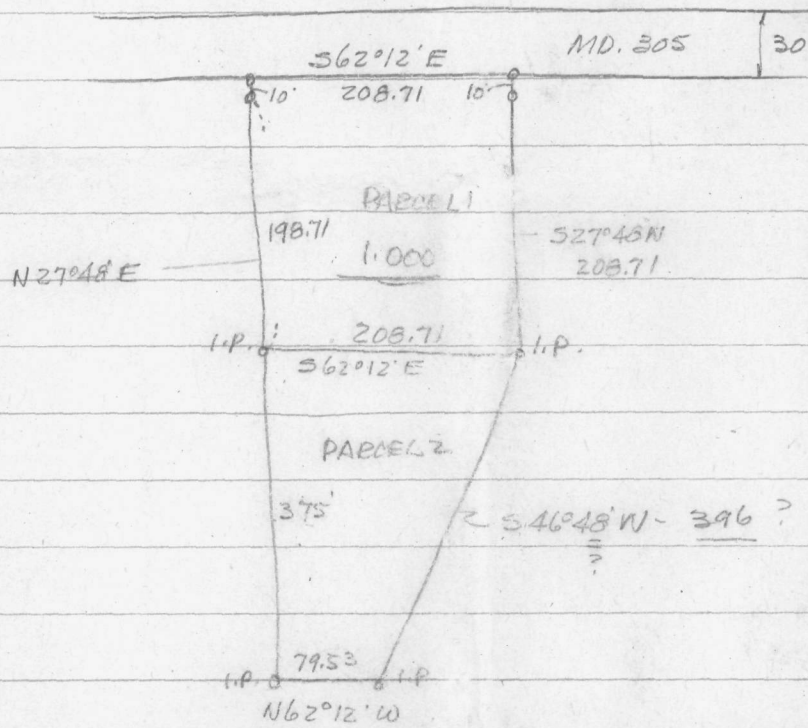 S62°12'E
MD. 305
30
10'
208.71
10'
PARCEL 1
198.71
1.000
S27°48W
208.71
N27°48'E
I.P.
208.71
I.P.
S62°12'E
PARCEL 2
375'
S46°48'W - 396 ?
?
I.P.
79.53
I.P.
N62°12'W